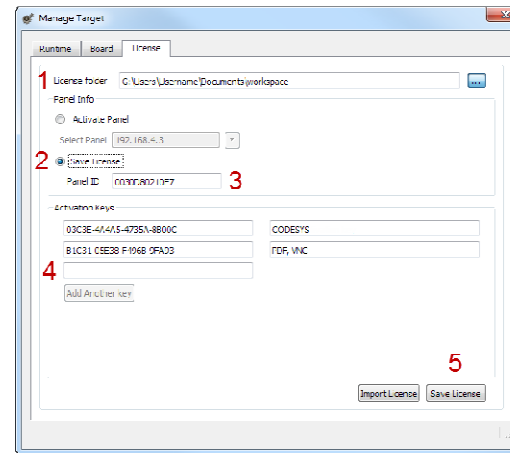 Manage Target
Runtime Board License
1 License folder C:\Users\Username\Documents\workspace ...
Panel Info
Activate Panel
Select Panel 192.168.4.3
2 Save License
Panel ID 3
Activation Keys
CODESYS
PDF, VNC
4
Add Another key
5
Import License Save License